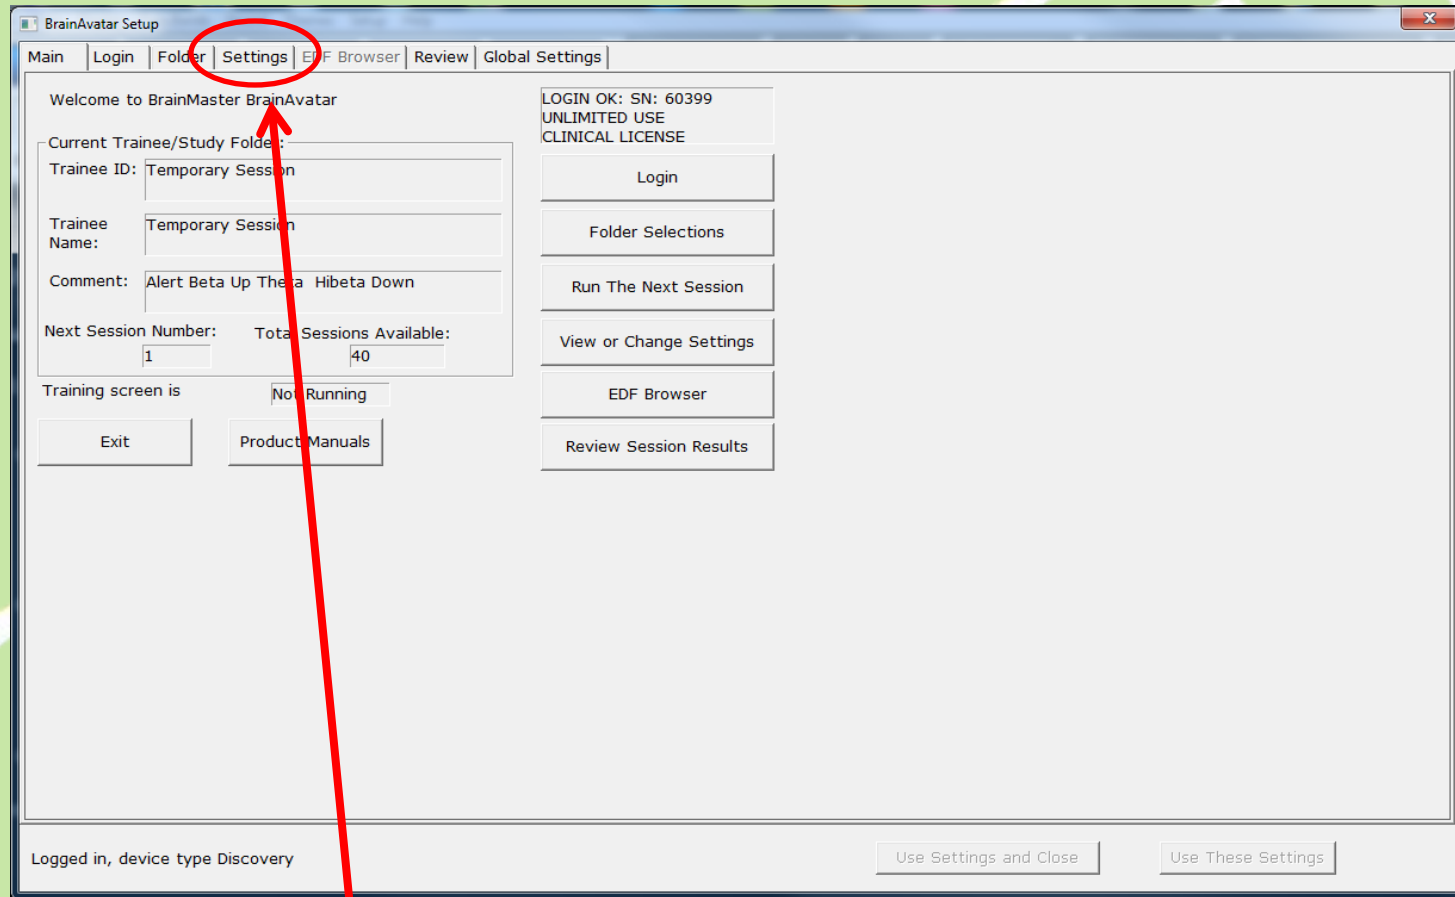 BrainAvatar Setup
Main Login Folder Settings EDF Browser Review Global Settings
Welcome to BrainMaster BrainAvatar
LOGIN OK: SN: 60399
UNLIMITED USE
CLINICAL LICENSE
Current Trainee/Study Folder:
Trainee ID: Temporary Session
Trainee Name: Temporary Session
Comment: Alert Beta Up Theta Hibeta Down
Next Session Number: 1
Total Sessions Available: 40
Training screen is Not Running
Exit
Product Manuals
Login
Folder Selections
Run The Next Session
View or Change Settings
EDF Browser
Review Session Results
Logged in, device type Discovery
Use Settings and Close
Use These Settings